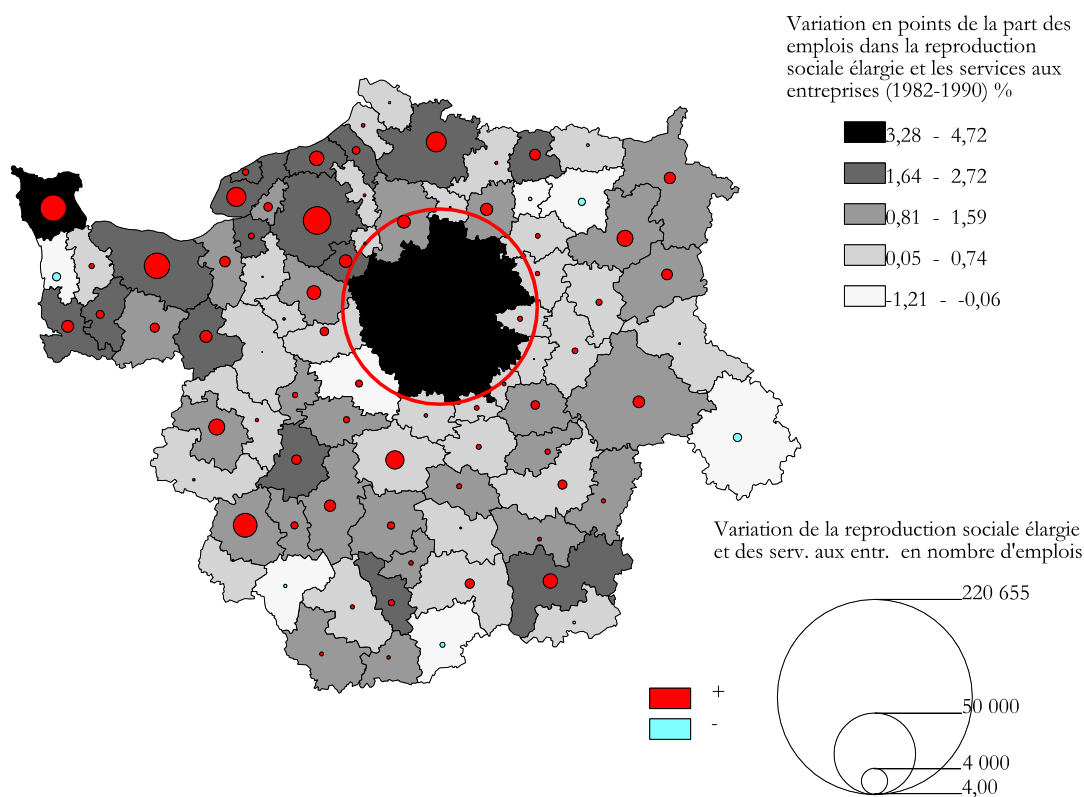 Variation en points de la part des
emplois dans la reproduction
sociale élargie et les services aux
entreprises (1982-1990) %
3,28 - 4,72
1,64 - 2,72
0,81 - 1,59
0,05 - 0,74
-1,21 - -0,06
Variation de la reproduction sociale élargie
et des serv. aux entr. en nombre d'emplois
220 655
50 000
4 000
4,00
+
-